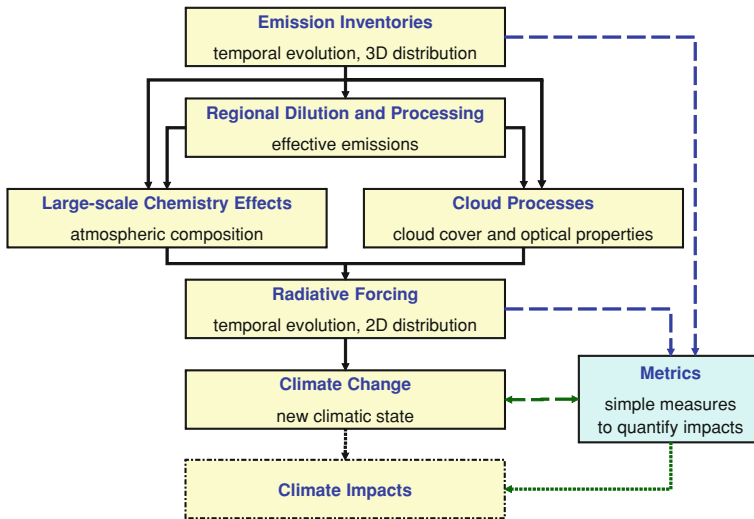 Emission Inventories
temporal evolution, 3D distribution
Regional Dilution and Processing
effective emissions
Large-scale Chemistry Effects
atmospheric composition
Cloud Processes
cloud cover and optical properties
Radiative Forcing
temporal evolution, 2D distribution
Climate Change
new climatic state
Metrics
simple measures
to quantify impacts
Climate Impacts